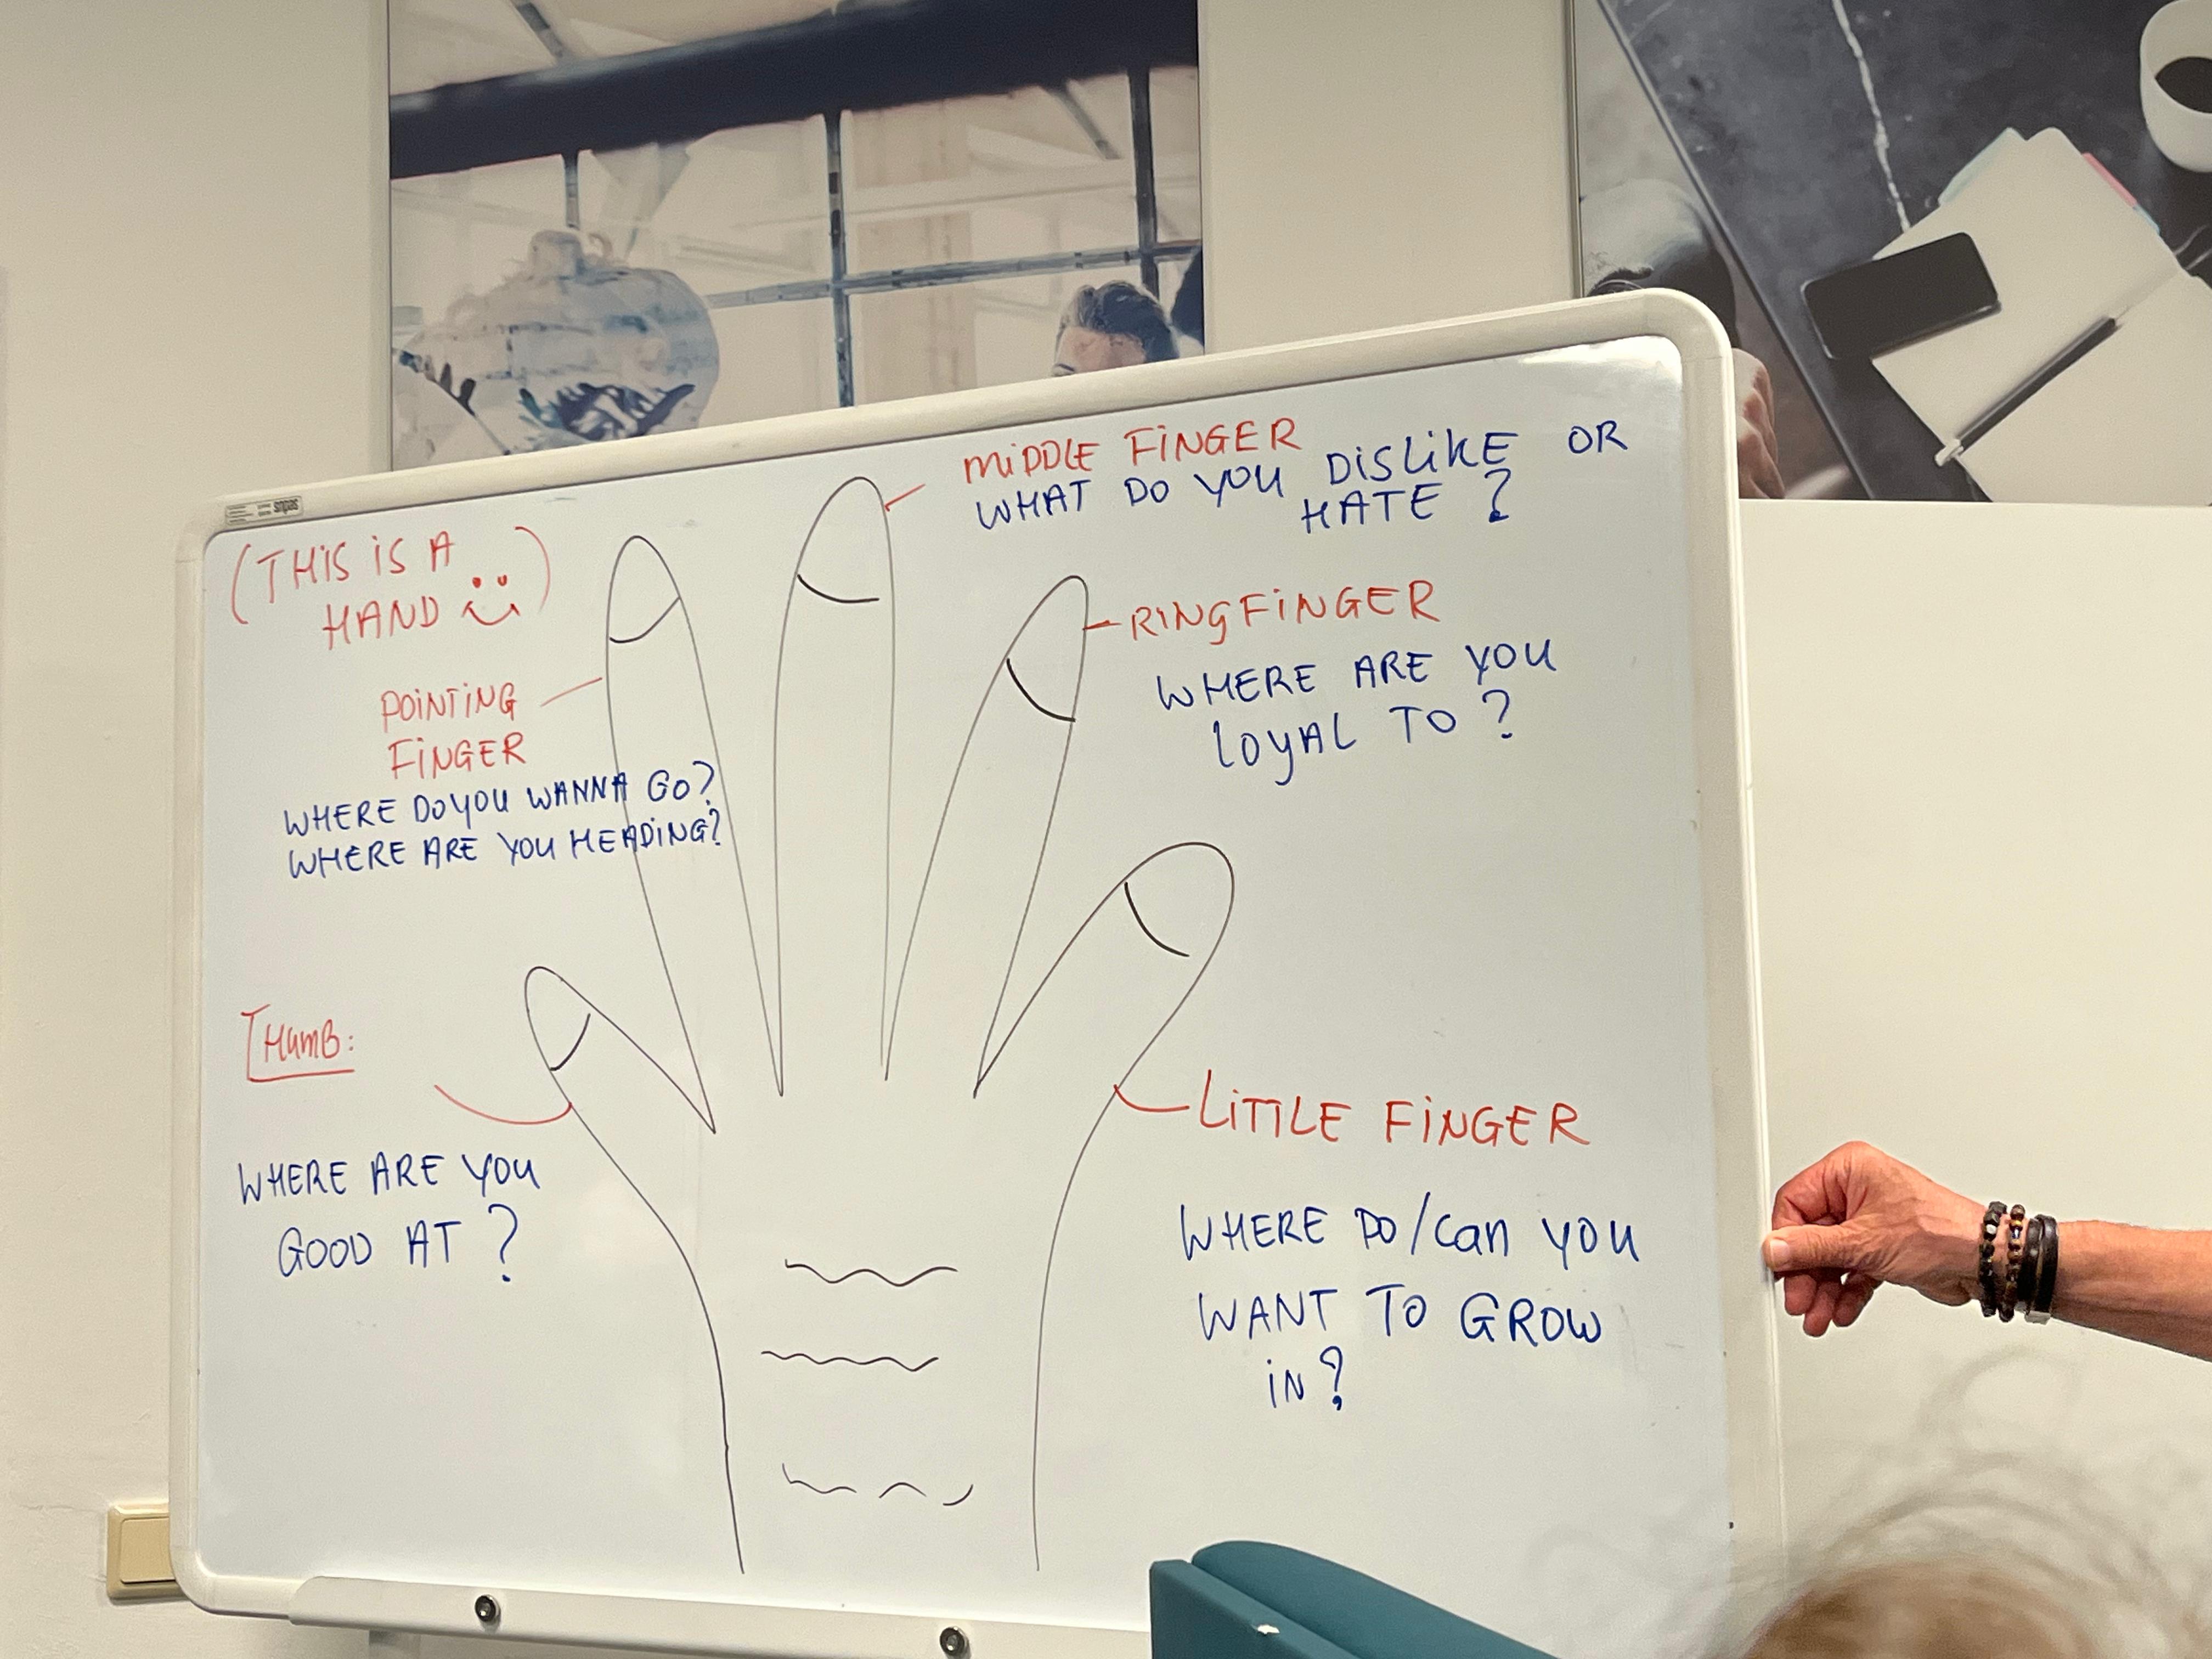 (THIS IS A
HAND)
MIDDLE FINGER
WHAT DO YOU DISLIKE OR
HATE?
RINGFINGER
WHERE ARE YOU
LOYAL TO?
POINTING
FINGER
WHERE DO YOU WANNA GO?
WHERE ARE YOU HEADING?
THUMB:
WHERE ARE YOU
GOOD AT?
LITTLE FINGER
WHERE DO/CAN YOU
WANT TO GROW
IN?